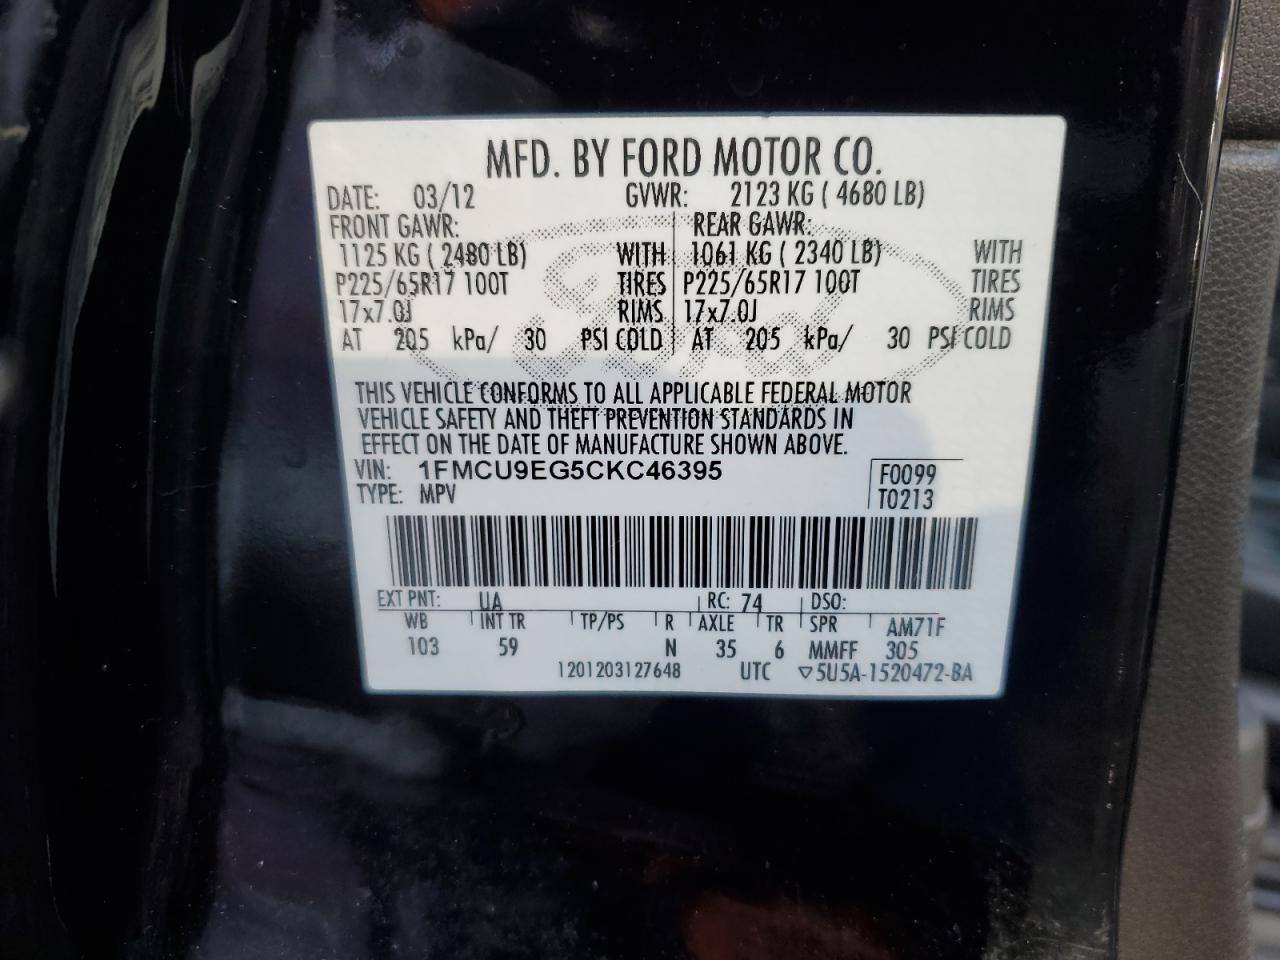 MFD. BY FORD MOTOR CO.
DATE: 03/12 GVWR: 2123 KG ( 4680 LB)
FRONT GAWR: REAR GAWR:
1125 KG ( 2480 LB) WITH 1061 KG ( 2340 LB) WITH
P225/65R17 100T TIRES P225/65R17 100T TIRES
17x7.0J RIMS 17x7.0J RIMS
AT 205 kPa/ 30 PSI COLD AT 205 kPa/ 30 PSI COLD
Ford
THIS VEHICLE CONFORMS TO ALL APPLICABLE FEDERAL MOTOR
VEHICLE SAFETY AND THEFT PREVENTION STANDARDS IN
EFFECT ON THE DATE OF MANUFACTURE SHOWN ABOVE.
VIN: 1FMCU9EG5CKC46395 F0099
TYPE: MPV T0213
EXT PNT: UA RC: 74 DSO:
WB INT TR TP/PS R AXLE TR SPR AM71F
103 59 N 35 6 MMFF 305
1201203127648 UTC ▽5U5A-1520472-BA